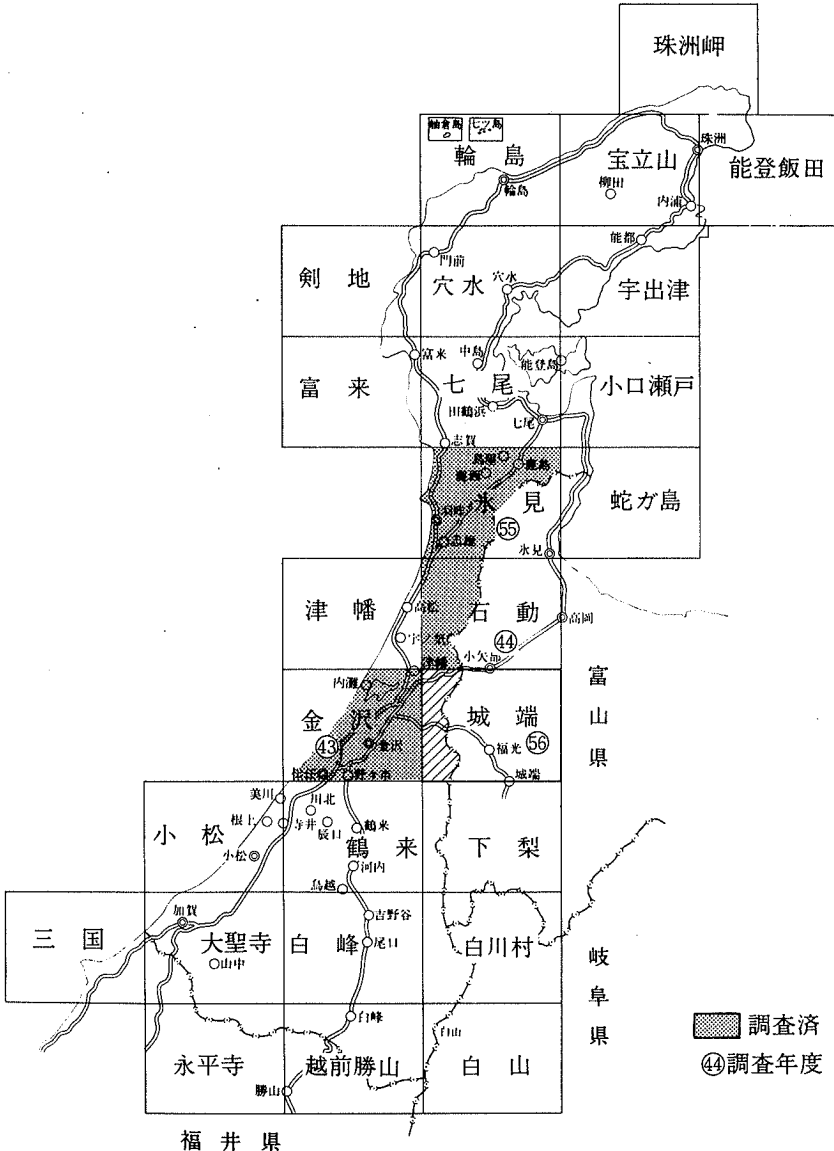 珠洲岬
舳倉島
七ツ島
輪島
宝立山
珠洲
能登飯田
輪島
柳田
内浦
能都
門前
剣地
穴水
穴水
宇出津
富来
中島
能登島
富来
七尾
小口瀬戸
田鶴浜
七尾
志賀
鹿島
氷見
蛇ガ島
55
志雄
氷見
津幡
高松
石動
高岡
44
小矢部
津幡
内灘
富山県
金沢
城端
43
金沢
福光
56
野々市
城端
美川
川北
根上
寺井
辰口
鶴来
小松
鶴来
下梨
小松
河内
鳥越
加賀
吉野谷
三国
大聖寺
白峰
尾口
白川村
山中
岐阜県
白峰
白山
調査済
永平寺
越前勝山
白山
44調査年度
勝山
福井県